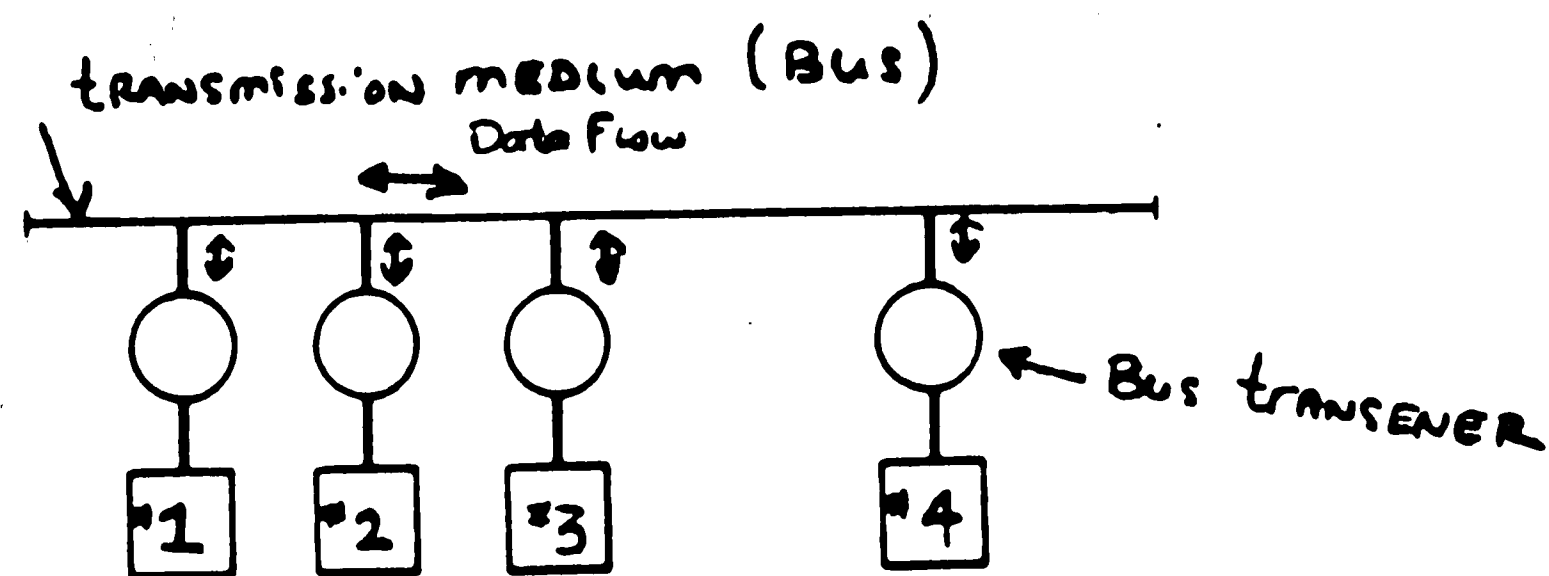 tRANSmissioN mEDIum (Bus)
Data Flow
Bus trANSENER
#1 #2 #3 #4